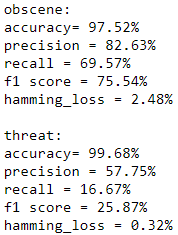 obscene:
accuracy= 97.52%
precision = 82.63%
recall = 69.57%
f1 score = 75.54%
hamming_loss = 2.48%

threat:
accuracy= 99.68%
precision = 57.75%
recall = 16.67%
f1 score = 25.87%
hamming_loss = 0.32%